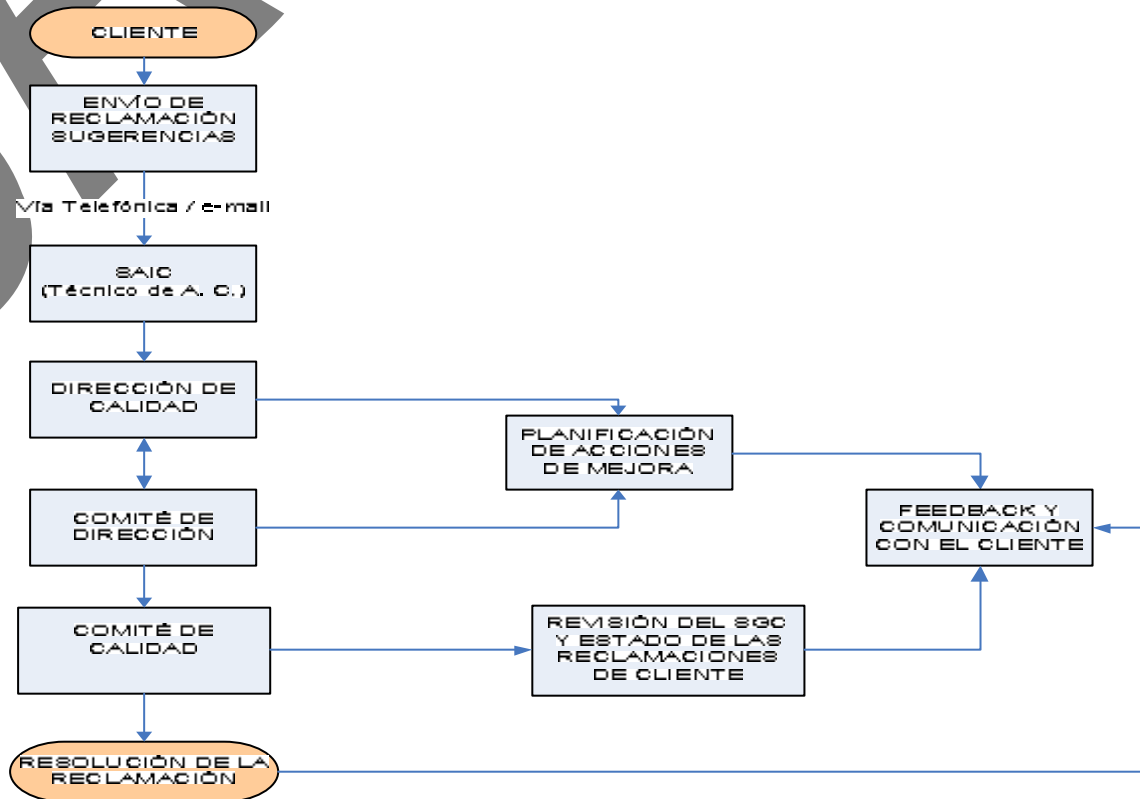 CLIENTE
ENVÍO DE
RECLAMACIÓN
SUGERENCIAS
Vía Telefónica / e-mail
SAIC
(Técnico de A. C.)
DIRECCIÓN DE
CALIDAD
PLANIFICACIÓN
DE ACCIONES
DE MEJORA
COMITÉ DE
DIRECCIÓN
FEEDBACK Y
COMUNICACIÓN
CON EL CLIENTE
COMITÉ DE
CALIDAD
REVISIÓN DEL SGC
Y ESTADO DE LAS
RECLAMACIONES
DE CLIENTE
RESOLUCIÓN DE LA
RECLAMACIÓN